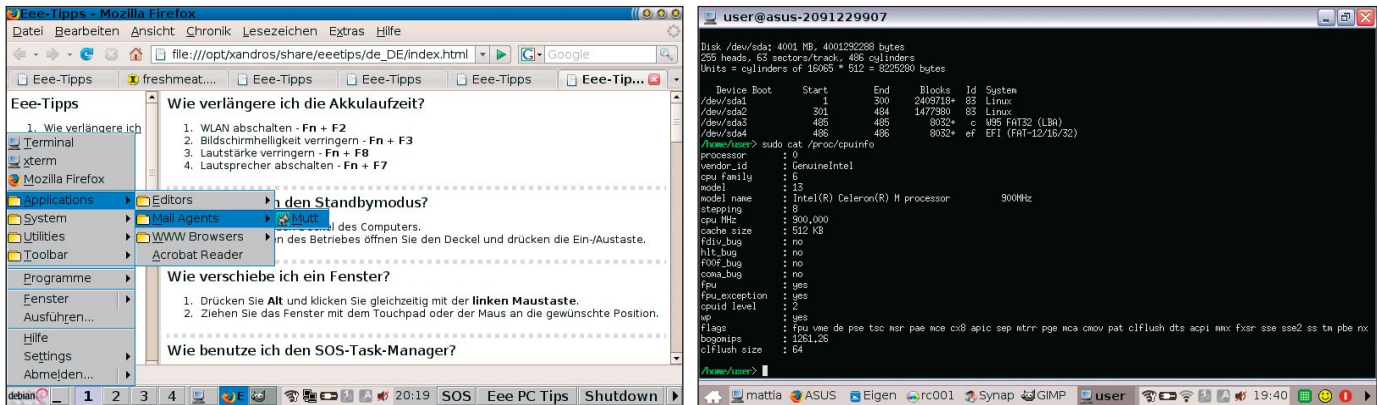 Eee-Tipps - Mozilla Firefox
Datei Bearbeiten Ansicht Chronik Lesezeichen Extras Hilfe
file:///opt/xandros/share/eeetips/de_DE/index.html
G Google
Eee-Tipps freshmeat.... Eee-Tipps Eee-Tipps Eee-Tipps Eee-Tip...
Eee-Tipps
1. Wie verlängere ich
Wie verlängere ich die Akkulaufzeit?
1. WLAN abschalten - Fn + F2
2. Bildschirmhelligkeit verringern - Fn + F3
3. Lautstärke verringern - Fn + F8
4. Lautsprecher abschalten - Fn + F7
den Standbymodus?
des Computers.
des Betriebes öffnen Sie den Deckel und drücken die Ein-/Austaste.
Wie verschiebe ich ein Fenster?
1. Drücken Sie Alt und klicken Sie gleichzeitig mit der linken Maustaste.
2. Ziehen Sie das Fenster mit dem Touchpad oder der Maus an die gewünschte Position.
Wie benutze ich den SOS-Task-Manager?
Terminal
xterm
Mozilla Firefox
Applications
System
Utilities
Toolbar
Programme
Fenster
Ausführen...
Hilfe
Settings
Abmelden...
Editors
Mail Agents
WWW Browsers
Acrobat Reader
Mutt
debian 1 2 3 4 E 20:19 SOS Eee PC Tips Shutdown
user@asus-2091229907
Disk /dev/sda: 4001 MB, 4001292288 bytes
255 heads, 63 sectors/track, 486 cylinders
Units = cylinders of 16065 * 512 = 8225280 bytes
Device Boot Start End Blocks Id System
/dev/sda1 1 300 2409718+ 83 Linux
/dev/sda2 301 484 1477980 83 Linux
/dev/sda3 485 485 8032+ c W95 FAT32 (LBA)
/dev/sda4 486 486 8032+ ef EFI (FAT-12/16/32)
/home/user> sudo cat /proc/cpuinfo
processor : 0
vendor_id : GenuineIntel
cpu family : 6
model : 13
model name : Intel(R) Celeron(R) M processor 900MHz
stepping : 8
cpu MHz : 900.000
cache size : 512 KB
fdiv_bug : no
hlt_bug : no
f00f_bug : no
coma_bug : no
fpu : yes
fpu_exception : yes
cpuid level : 2
wp : yes
flags : fpu vme de pse tsc msr pae mce cx8 apic sep mtrr pge mca cmov pat clflush dts acpi mmx fxsr sse sse2 ss tm pbe nx
bogomips : 1261.26
clflush size : 64
/home/user>
mattia ASUS Eigen rc001 Synap GIMP user 19:40